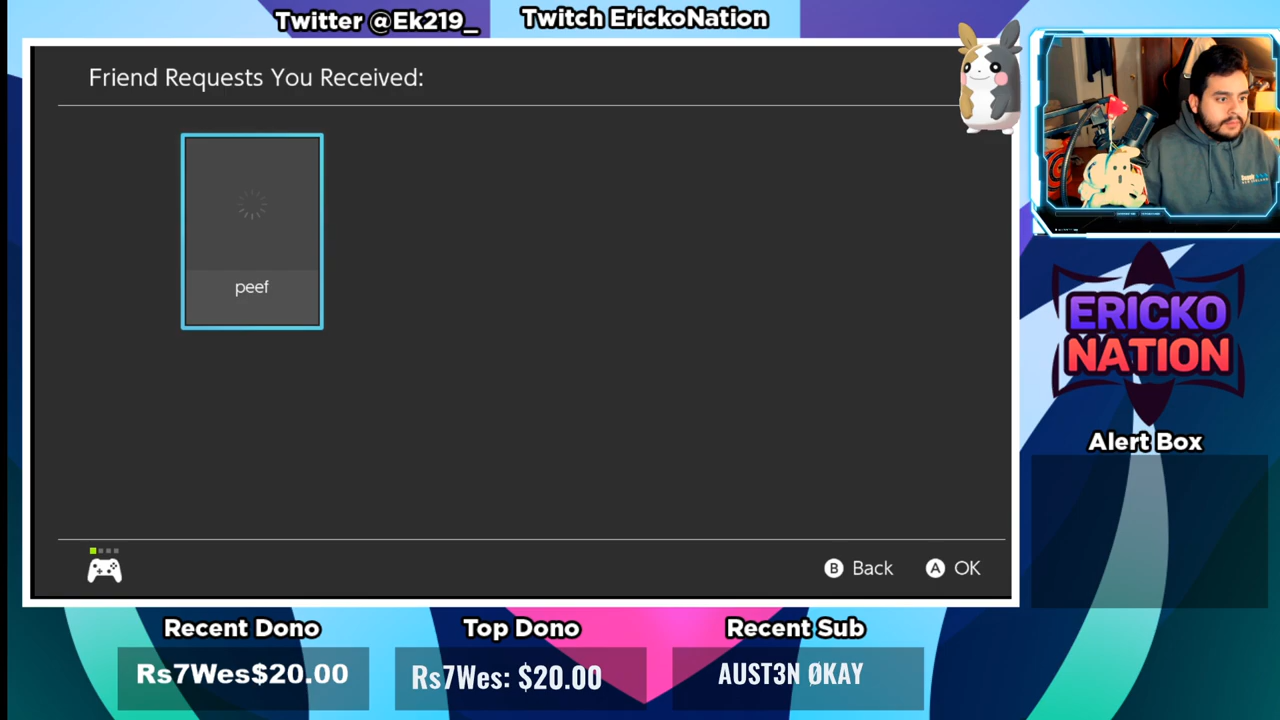 Twitter @Ek219_
Twitch ErickoNation
Friend Requests You Received:
peef
B Back
A OK
ERICKO
NATION
Alert Box
Recent Dono
Rs7Wes$20.00
Top Dono
Rs7Wes: $20.00
Recent Sub
AUST3N ØKAY